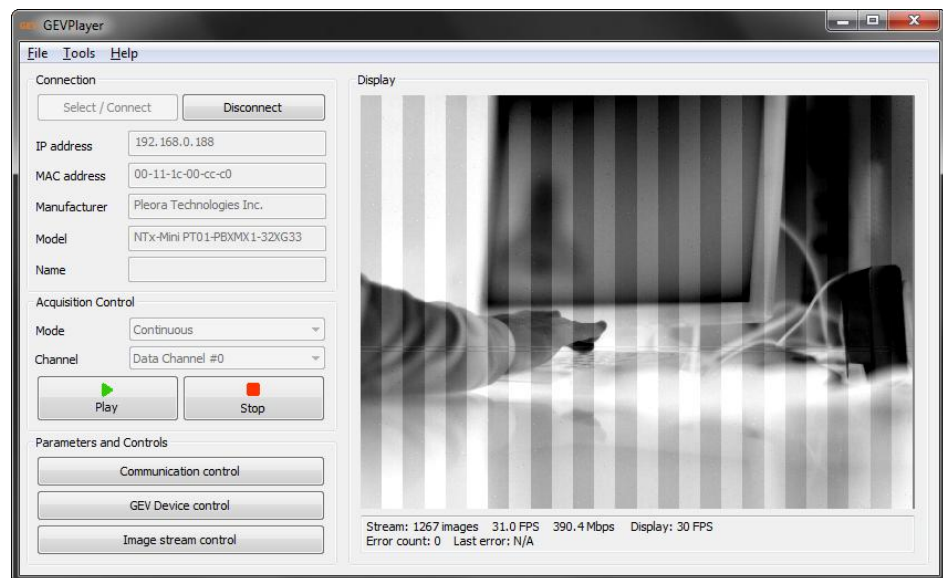 GEV GEVPlayer
File Tools Help
Connection
Select / Connect Disconnect
IP address 192.168.0.188
MAC address 00-11-1c-00-cc-c0
Manufacturer Pleora Technologies Inc.
Model NTx-Mini PT01-PBXMX1-32XG33
Name
Acquisition Control
Mode Continuous
Channel Data Channel #0
Play Stop
Parameters and Controls
Communication control
GEV Device control
Image stream control
Display
Stream: 1267 images 31.0 FPS 390.4 Mbps Display: 30 FPS
Error count: 0 Last error: N/A